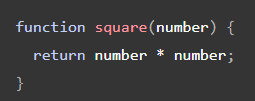 function square(number) {
  return number * number;
}